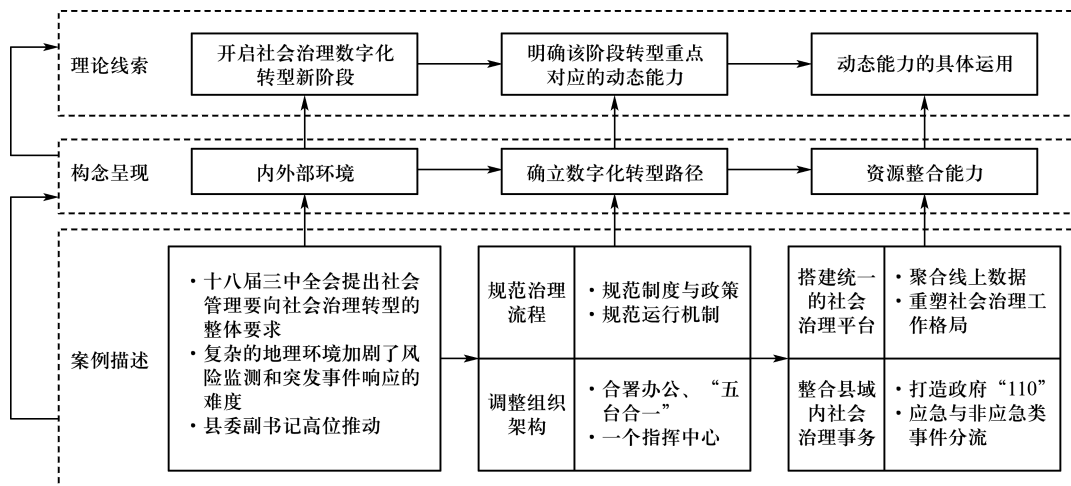 理论线索
开启社会治理数字化
转型新阶段
明确该阶段转型重点
对应的动态能力
动态能力的具体运用
构念呈现
内外部环境
确立数字化转型路径
资源整合能力
案例描述
·十八届三中全会提出社会
管理要向社会治理转型的
整体要求
·复杂的地理环境加剧了风
险监测和突发事件响应的
难度
·县委副书记高位推动
规范治理
流程
·规范制度与政策
·规范运行机制
调整组织
架构
·合署办公、“五
台合一”
·一个指挥中心
搭建统一
的社会
治理平台
·聚合线上数据
·重塑社会治理工
作格局
整合县域
内社会
治理事务
·打造政府“110”
·应急与非应急类
事件分流